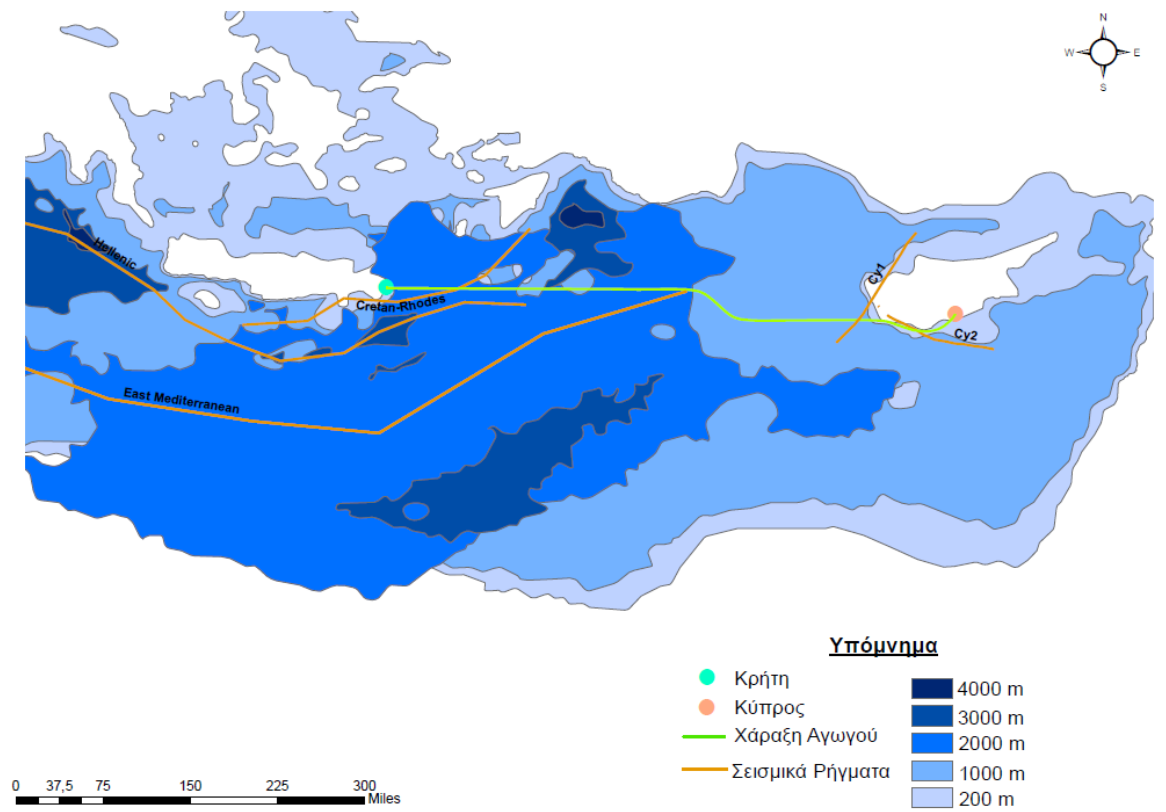 N
W E
S
Hellenic
Cretan-Rhodes
East Mediterranean
Cy1
Cy2
Υπόμνημα
Κρήτη
Κύπρος
Χάραξη Αγωγού
Σεισμικά Ρήγματα
4000 m
3000 m
2000 m
1000 m
200 m
0 37,5 75 150 225 300
Miles